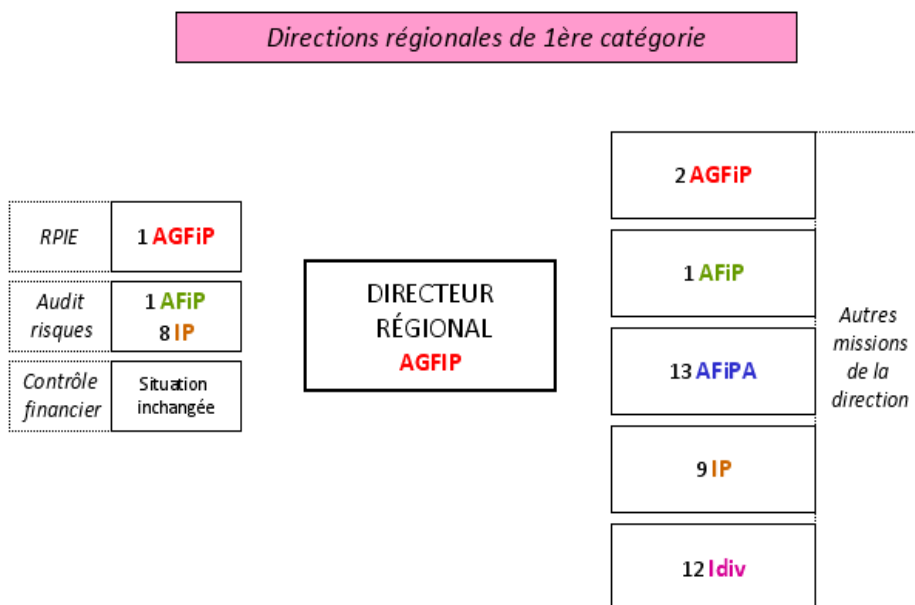 Directions régionales de 1ère catégorie
RPIE
1 AGFiP
Audit
risques
1 AFiP
8 IP
Contrôle
financier
Situation
inchangée
DIRECTEUR
RÉGIONAL
AGFIP
2 AGFiP
1 AFiP
13 AFiPA
9 IP
12 Idiv
Autres
missions
de la
direction